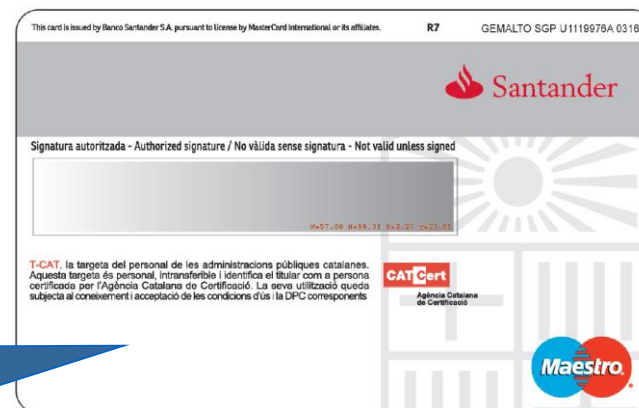 This card is issued by Banco Santander S.A. pursuant to license by MasterCard International or its affiliates. R7 GEMALTO SGP U1119976A 0316
Santander
Signatura autoritzada - Authorized signature / No vàlida sense signatura - Not valid unless signed
T-CAT, la targeta del personal de les administracions públiques catalanes.
Aquesta targeta és personal, intransferible i identifica el titular com a persona
certificada per l'Agència Catalana de Certificació. La seva utilització queda
subjecta al coneixement i acceptació de les condicions d'ús i la DPC corresponents
CATCert
Agència Catalana
de Certificació
Maestro